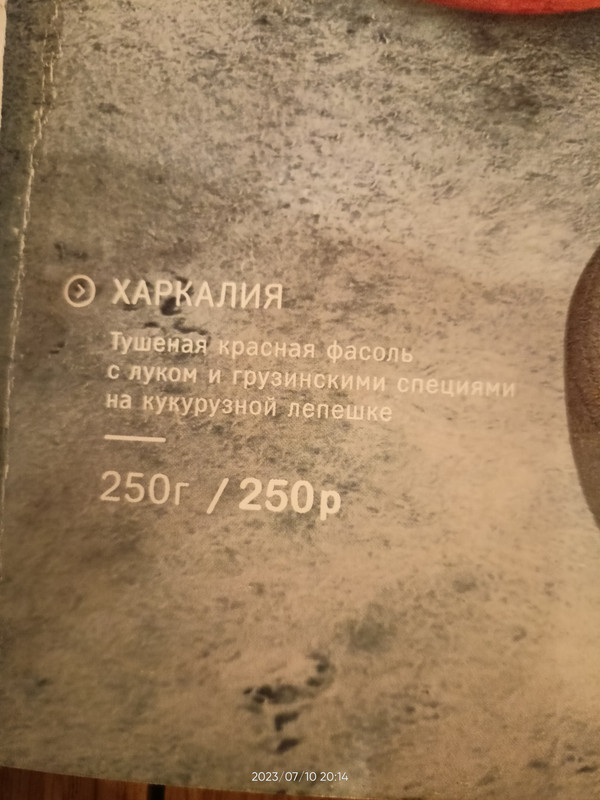 ХАРКАЛИЯ
Тушеная красная фасоль
с луком и грузинскими специями
на кукурузной лепешке
250г / 250р
2023/07/10 20:14